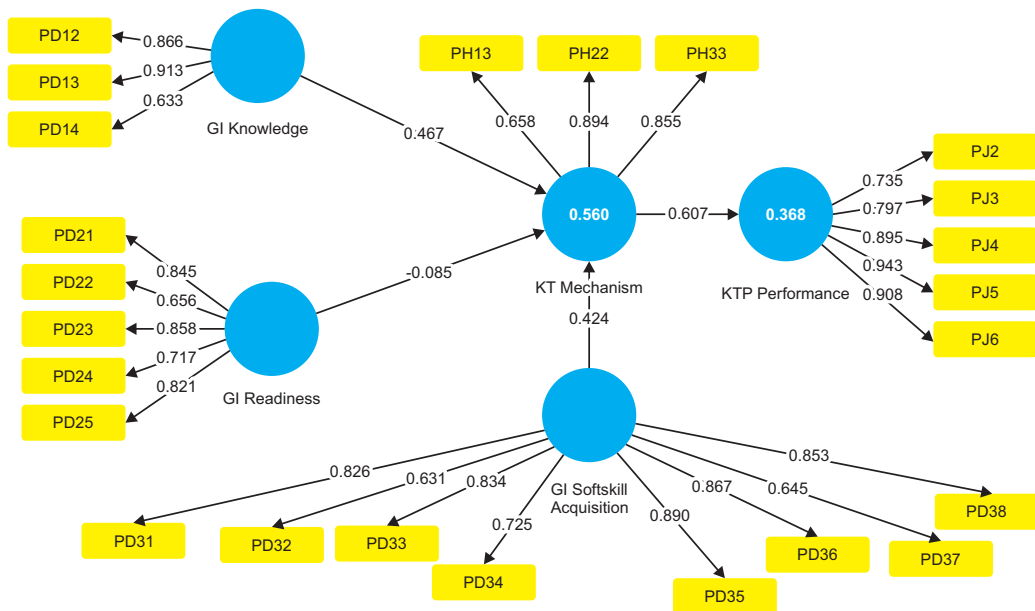 PD12
0.866
PD13
0.913
PD14
0.633
GI Knowledge
0.467
PH13
PH22
PH33
0.658
0.894
0.855
0.560
0.607
0.368
KT Mechanism
KTP Performance
PJ2
0.735
PJ3
0.797
PJ4
0.895
PJ5
0.943
PJ6
0.908
PD21
0.845
PD22
0.656
PD23
0.858
PD24
0.717
PD25
0.821
GI Readiness
-0.085
0.424
GI Softskill
Acquisition
0.826
0.631
0.834
0.725
0.890
0.867
0.645
0.853
PD31
PD32
PD33
PD34
PD35
PD36
PD37
PD38